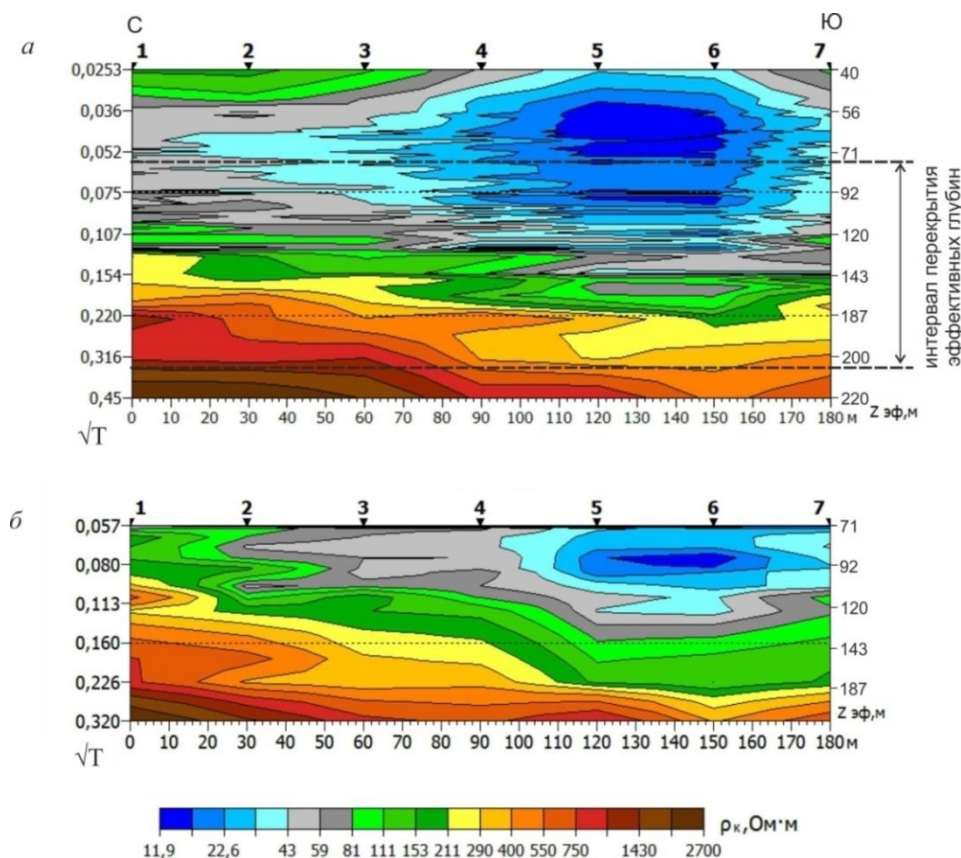 С Ю
а
1 2 3 4 5 6 7
0,0253 40
0,036 56
0,052 71
0,075 92
0,107 120
0,154 143
0,220 187
0,316 200
0,45 220
интервал перекрытия
эффективных глубин
0 10 20 30 40 50 60 70 80 90 100 110 120 130 140 150 160 170 180 м Z эф,м
√T
б
1 2 3 4 5 6 7
0,057 71
0,080 92
0,113 120
0,160 143
0,226 187
0,320 Z эф,м
0 10 20 30 40 50 60 70 80 90 100 110 120 130 140 150 160 170 180 м
√T
ρк,Ом·м
11,9 22,6 43 59 81 111 153 211 290 400 550 750 1430 2700